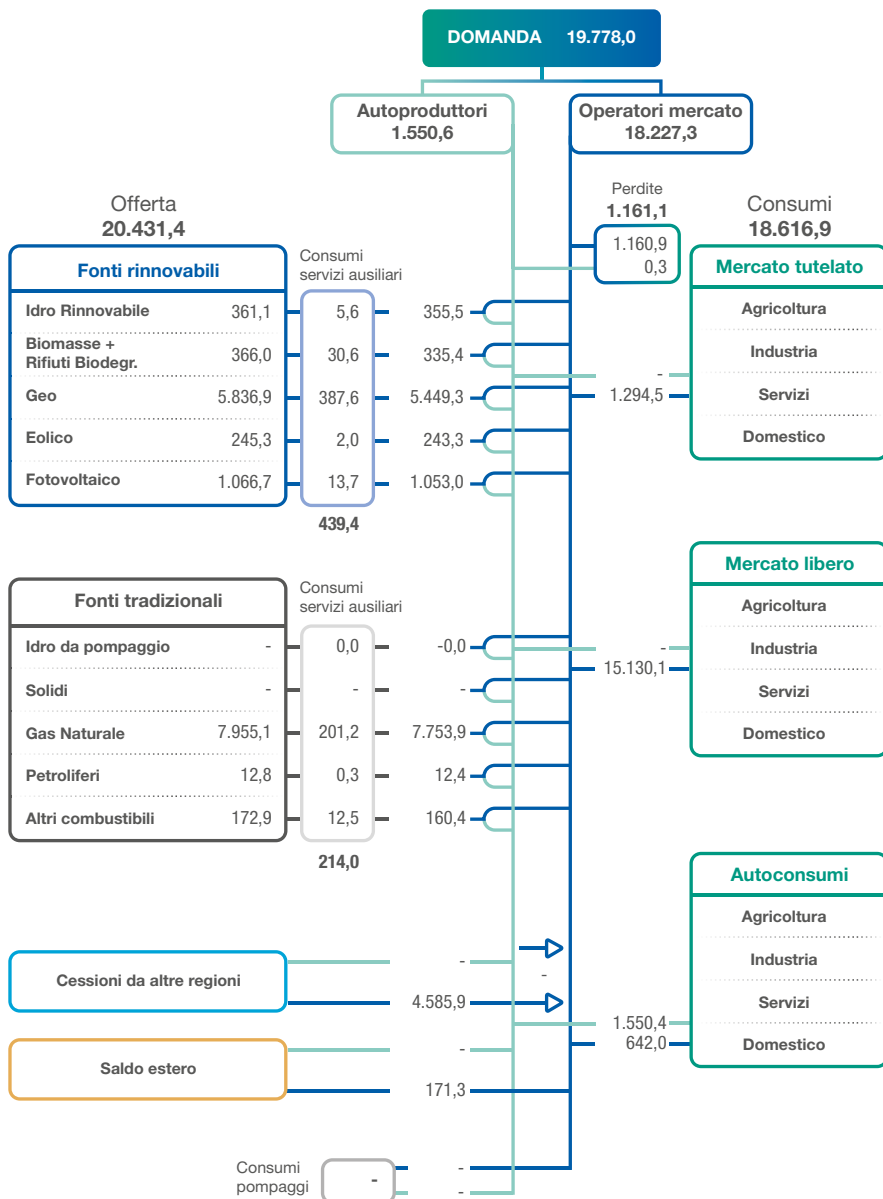 DOMANDA 19.778,0
Autoproduttori
1.550,6
Operatori mercato
18.227,3
Offerta
20.431,4
Perdite
1.161,1
1.160,9
0,3
Consumi
18.616,9
Fonti rinnovabili
Consumi
servizi ausiliari
Idro Rinnovabile 361,1 5,6 355,5
Biomasse +
Rifiuti Biodegr. 366,0 30,6 335,4
Geo 5.836,9 387,6 5.449,3
Eolico 245,3 2,0 243,3
Fotovoltaico 1.066,7 13,7 1.053,0
439,4
Mercato tutelato
Agricoltura
Industria
-
1.294,5
Servizi
Domestico
Fonti tradizionali
Consumi
servizi ausiliari
Idro da pompaggio - 0,0 -0,0
Solidi - - -
Gas Naturale 7.955,1 201,2 7.753,9
Petroliferi 12,8 0,3 12,4
Altri combustibili 172,9 12,5 160,4
214,0
Mercato libero
Agricoltura
Industria
-
15.130,1
Servizi
Domestico
Cessioni da altre regioni
-
-
4.585,9
Saldo estero
-
171,3
Autoconsumi
Agricoltura
Industria
Servizi
1.550,4
642,0
Domestico
Consumi
pompaggi
-
-
-